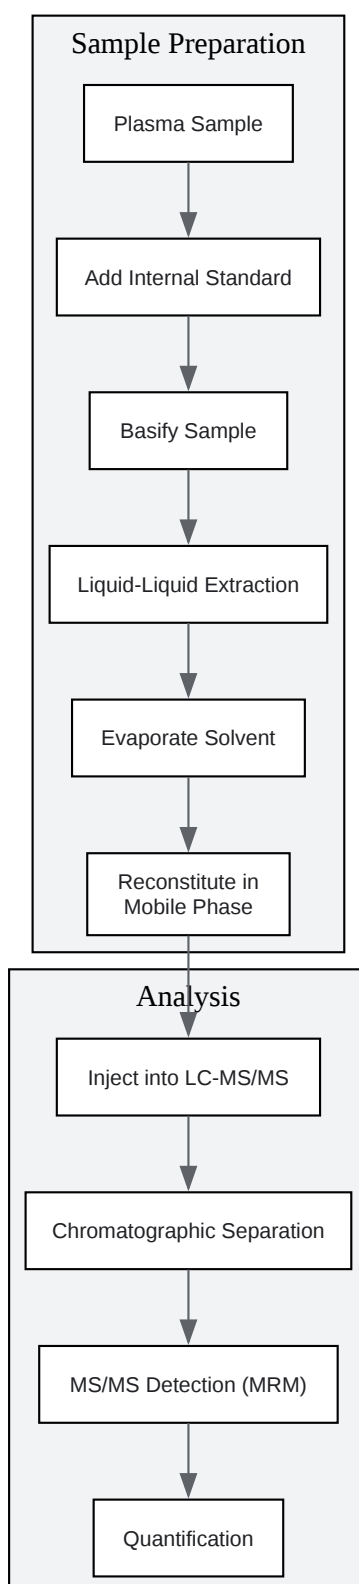 Sample Preparation
Plasma Sample
Add Internal Standard
Basify Sample
Liquid-Liquid Extraction
Evaporate Solvent
Reconstitute in
Mobile Phase
Analysis
Inject into LC-MS/MS
Chromatographic Separation
MS/MS Detection (MRM)
Quantification